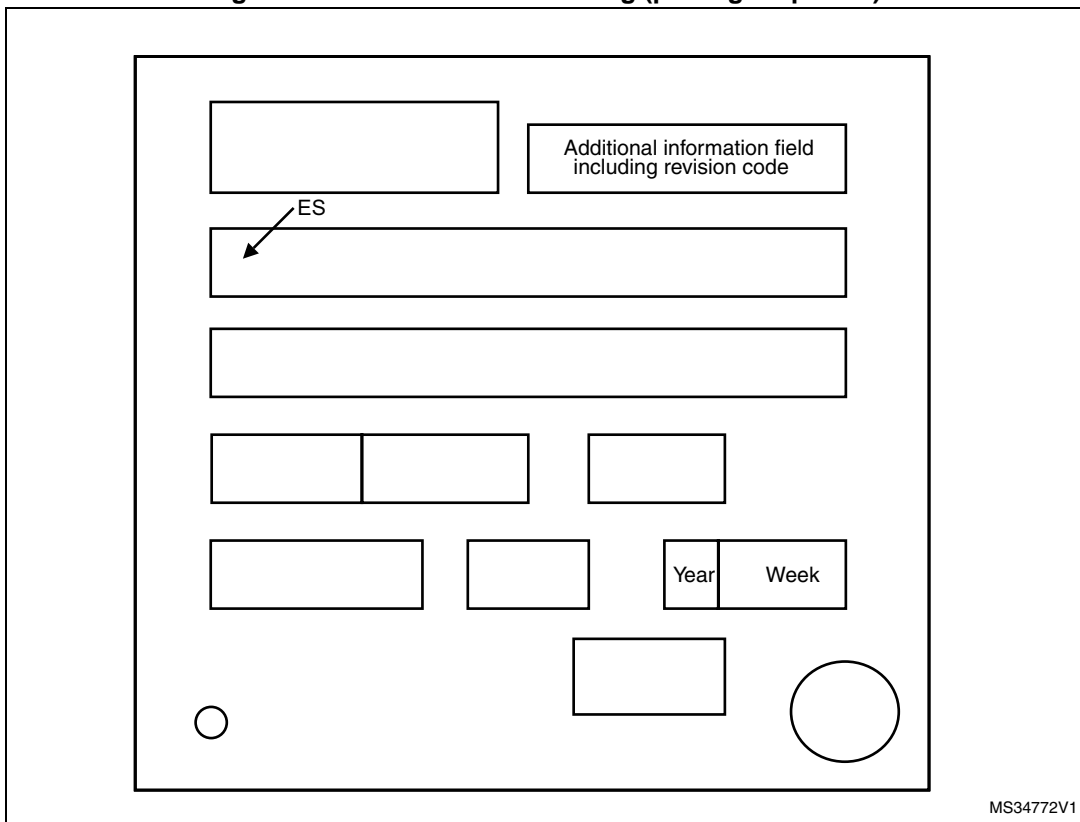 Additional information field
including revision code
ES
Year Week
MS34772V1